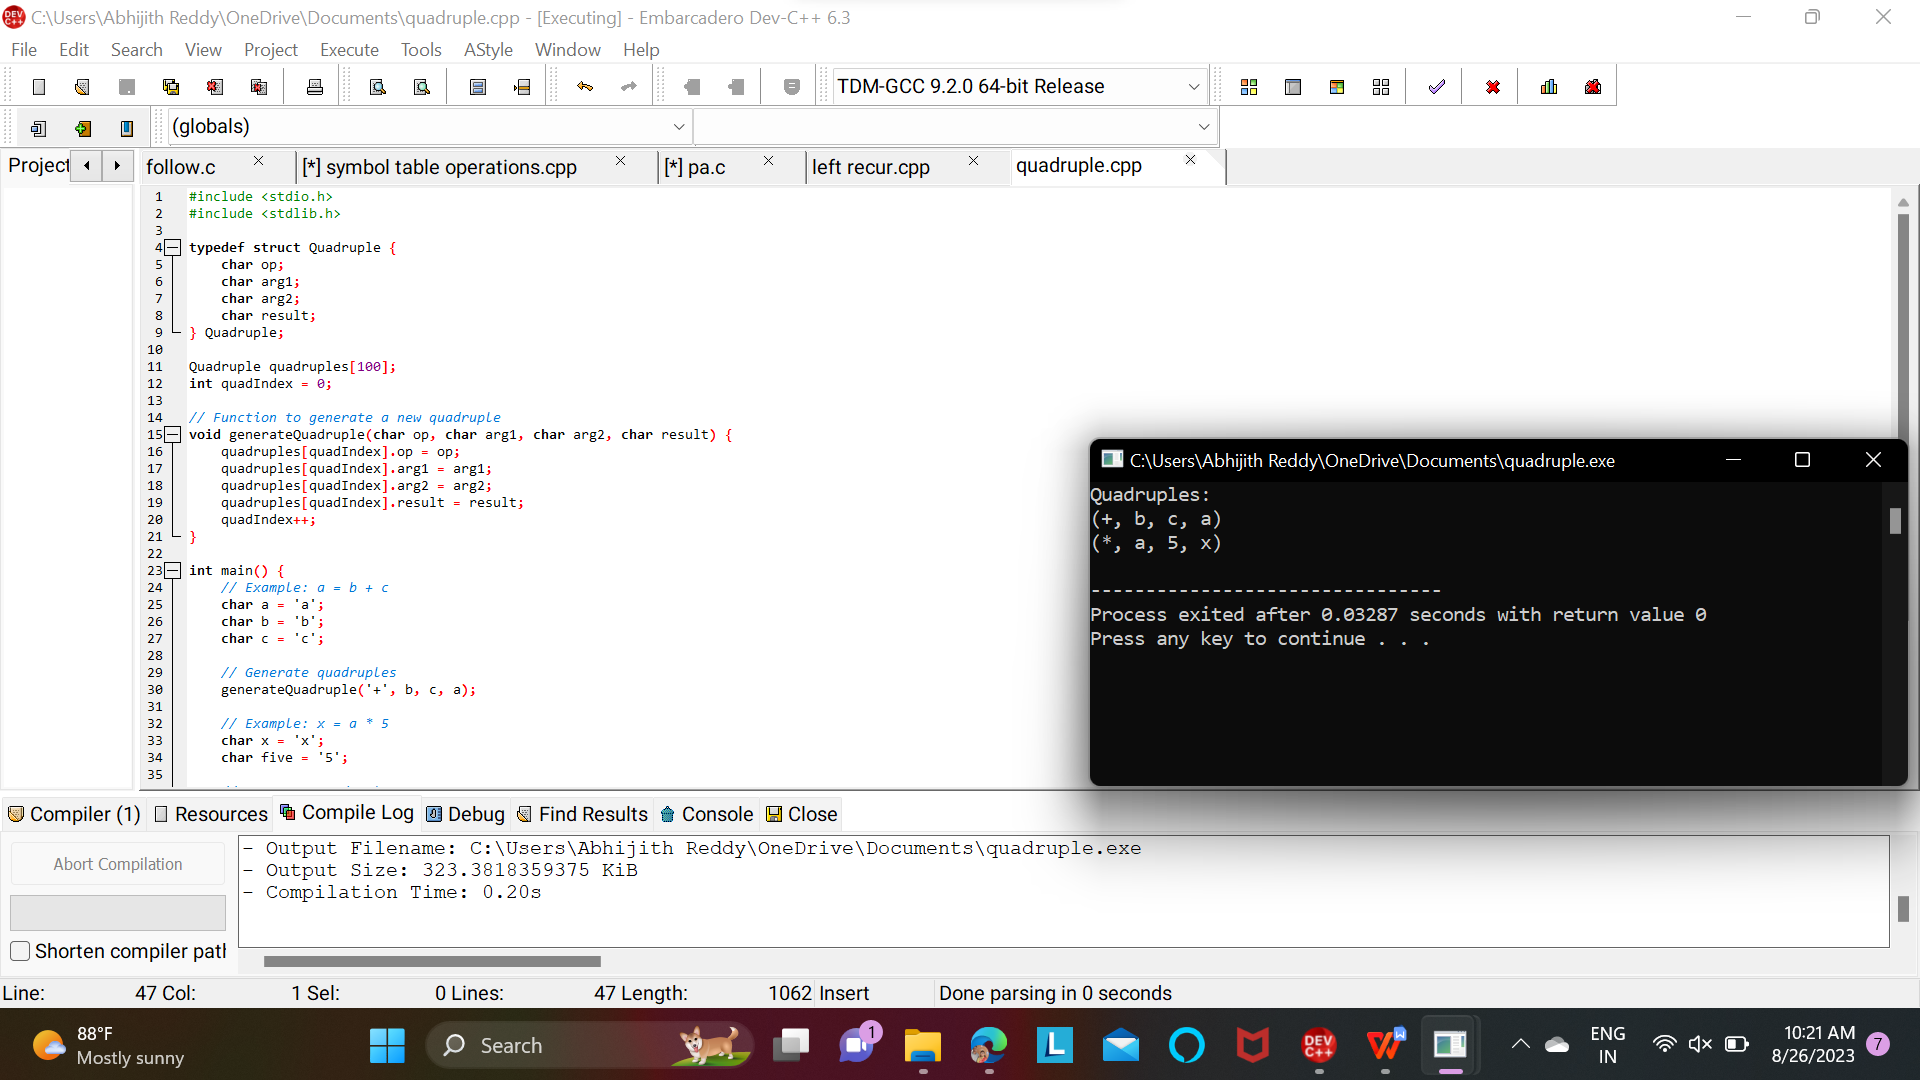 C:\Users\Abhijith Reddy\OneDrive\Documents\quadruple.cpp - [Executing] - Embarcadero Dev-C++ 6.3
File Edit Search View Project Execute Tools AStyle Window Help
TDM-GCC 9.2.0 64-bit Release
(globals)
Project follow.c [*] symbol table operations.cpp [*] pa.c left recur.cpp quadruple.cpp
1 #include <stdio.h>
2 #include <stdlib.h>
3
4 typedef struct Quadruple {
5 char op;
6 char arg1;
7 char arg2;
8 char result;
9 } Quadruple;
10
11 Quadruple quadruples[100];
12 int quadIndex = 0;
13
14 // Function to generate a new quadruple
15 void generateQuadruple(char op, char arg1, char arg2, char result) {
16 quadruples[quadIndex].op = op;
17 quadruples[quadIndex].arg1 = arg1;
18 quadruples[quadIndex].arg2 = arg2;
19 quadruples[quadIndex].result = result;
20 quadIndex++;
21 }
22
23 int main() {
24 // Example: a = b + c
25 char a = 'a';
26 char b = 'b';
27 char c = 'c';
28
29 // Generate quadruples
30 generateQuadruple('+', b, c, a);
31
32 // Example: x = a * 5
33 char x = 'x';
34 char five = '5';
35
C:\Users\Abhijith Reddy\OneDrive\Documents\quadruple.exe
Quadruples:
(+, b, c, a)
(*, a, 5, x)
--------------------------------
Process exited after 0.03287 seconds with return value 0
Press any key to continue . . .
Compiler (1) Resources Compile Log Debug Find Results Console Close
Abort Compilation
Shorten compiler pat
- Output Filename: C:\Users\Abhijith Reddy\OneDrive\Documents\quadruple.exe
- Output Size: 323.3818359375 KiB
- Compilation Time: 0.20s
Line: 47 Col: 1 Sel: 0 Lines: 47 Length: 1062 Insert Done parsing in 0 seconds
88°F
Mostly sunny
Search
1
L
DEV
C++
W
ENG
IN
10:21 AM
8/26/2023
7